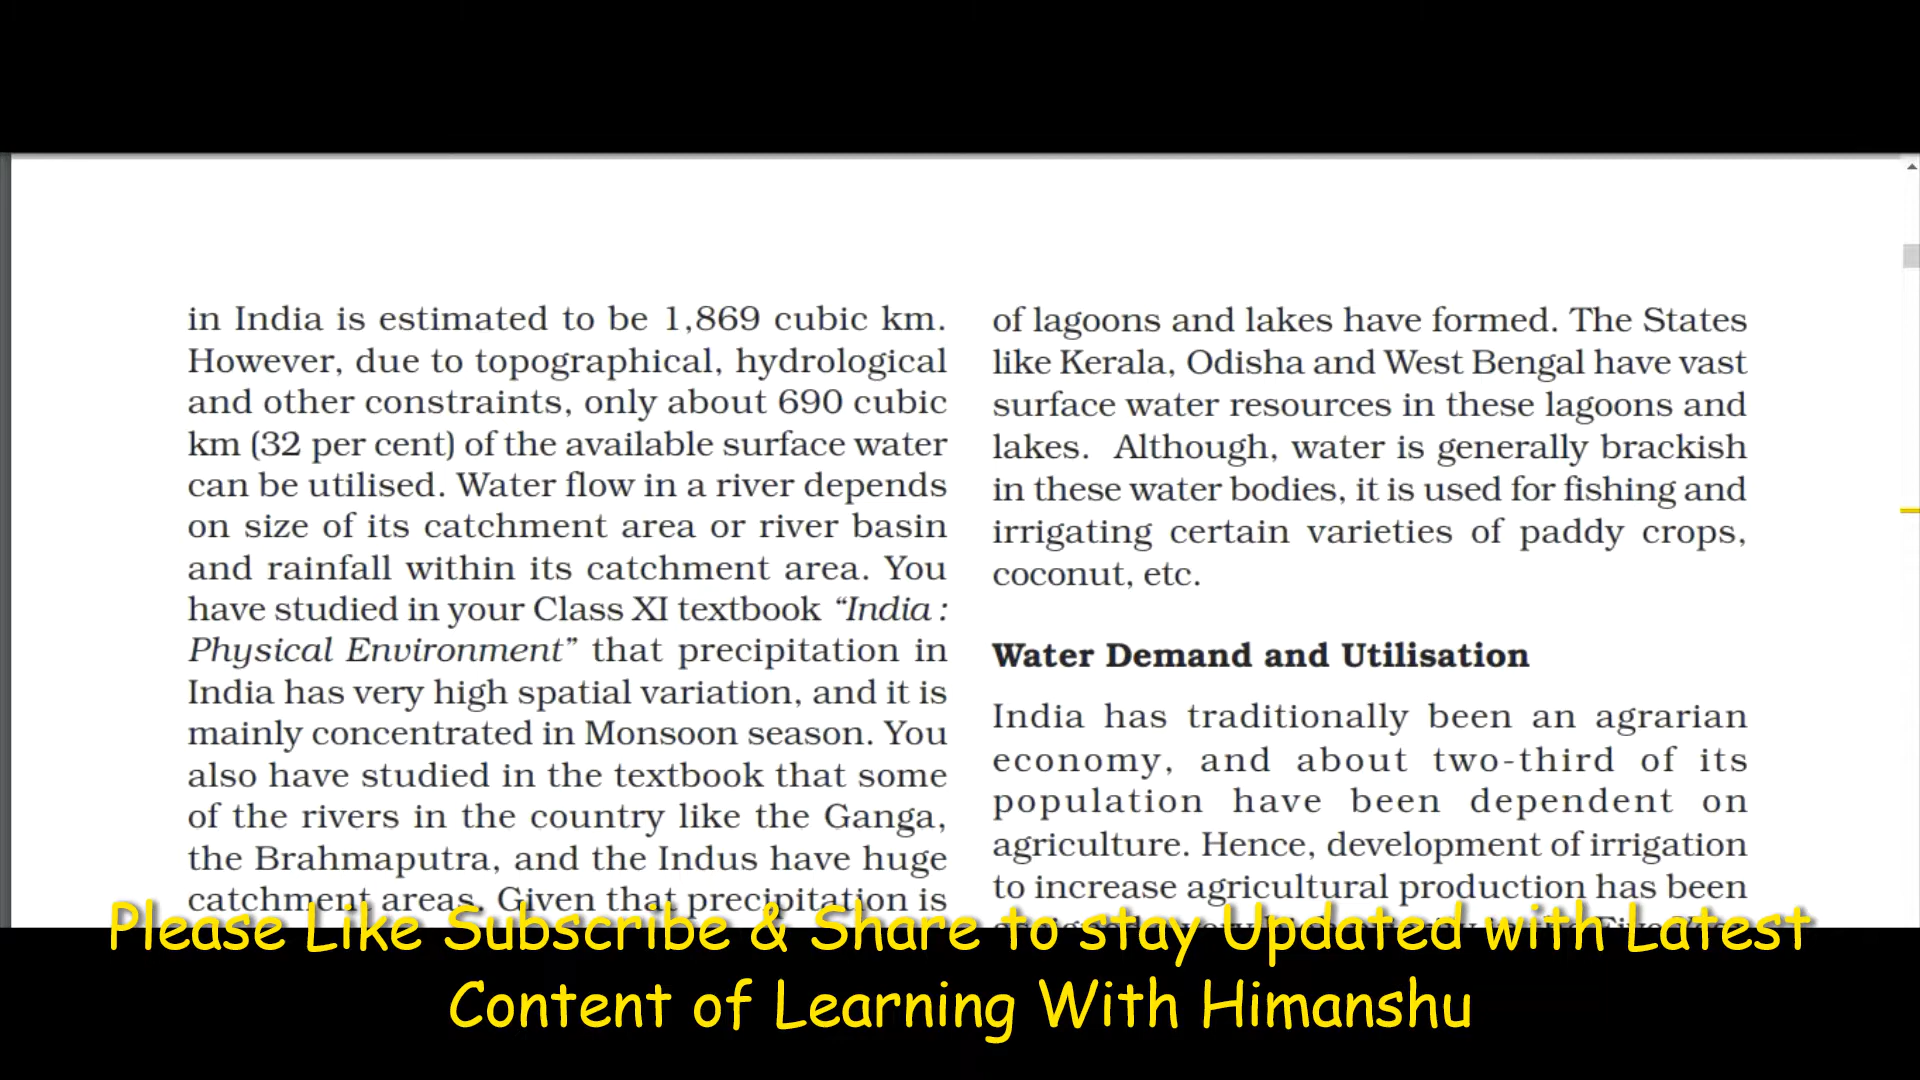 in India is estimated to be 1,869 cubic km.
However, due to topographical, hydrological
and other constraints, only about 690 cubic
km (32 per cent) of the available surface water
can be utilised. Water flow in a river depends
on size of its catchment area or river basin
and rainfall within its catchment area. You
have studied in your Class XI textbook “India :
Physical Environment” that precipitation in
India has very high spatial variation, and it is
mainly concentrated in Monsoon season. You
also have studied in the textbook that some
of the rivers in the country like the Ganga,
the Brahmaputra, and the Indus have huge
catchment areas. Given that precipitation is
of lagoons and lakes have formed. The States
like Kerala, Odisha and West Bengal have vast
surface water resources in these lagoons and
lakes. Although, water is generally brackish
in these water bodies, it is used for fishing and
irrigating certain varieties of paddy crops,
coconut, etc.
Water Demand and Utilisation
India has traditionally been an agrarian
economy, and about two-third of its
population have been dependent on
agriculture. Hence, development of irrigation
to increase agricultural production has been
Please Like Subscribe & Share to stay Updated with Latest
Content of Learning With Himanshu